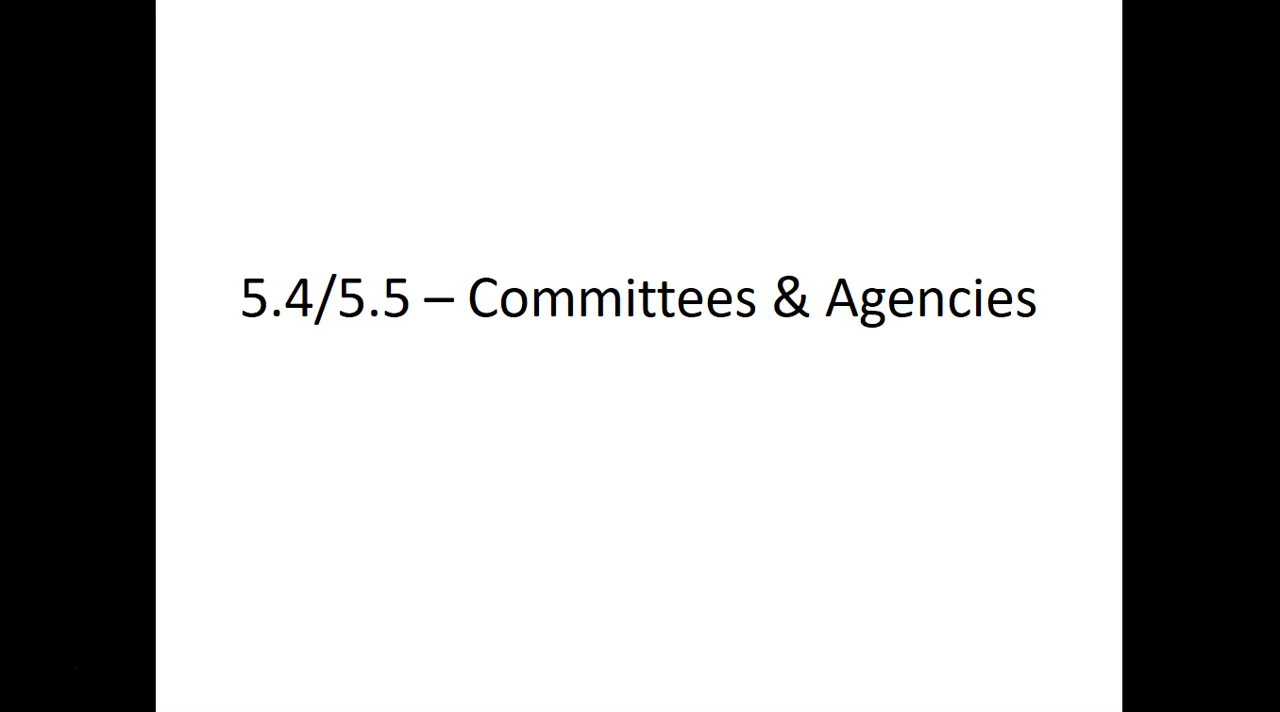 5.4/5.5 – Committees & Agencies